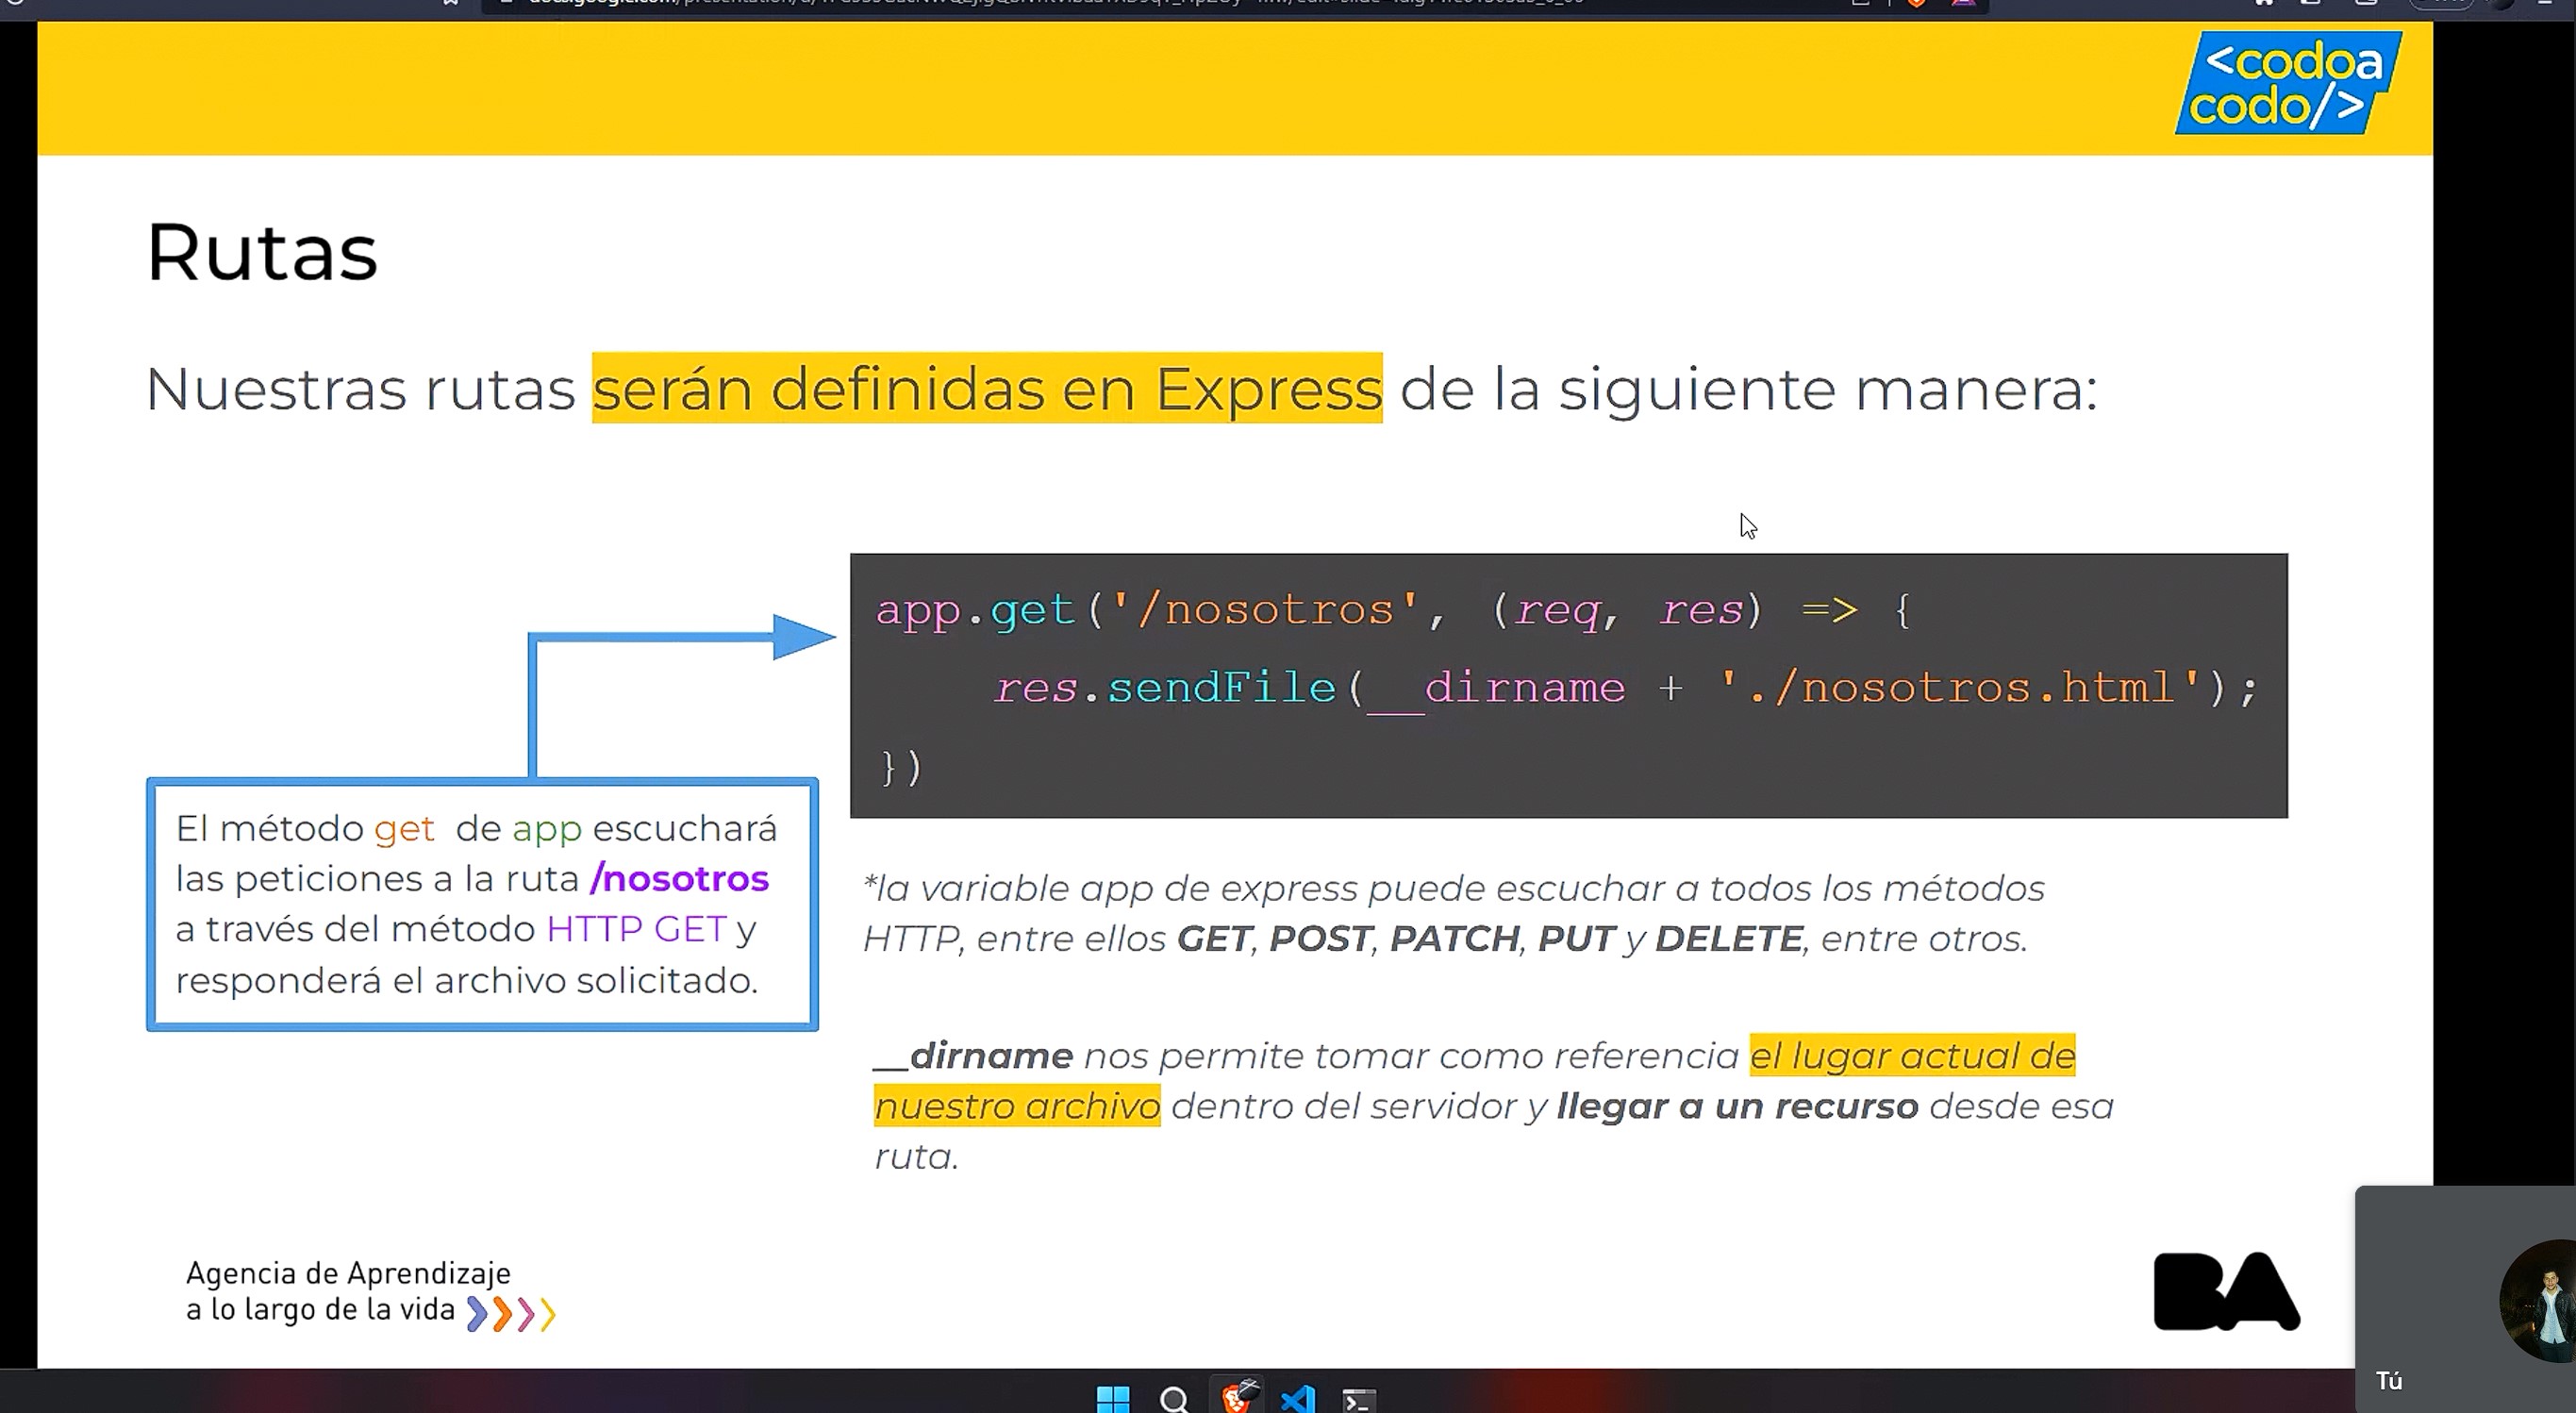 <codoa
codo/>
Rutas
Nuestras rutas serán definidas en Express de la siguiente manera:
app.get('/nosotros', (req, res) => {
res.sendFile(__dirname + './nosotros.html');
})
El método get de app escuchará
las peticiones a la ruta /nosotros
a través del método HTTP GET y
responderá el archivo solicitado.
*la variable app de express puede escuchar a todos los métodos
HTTP, entre ellos GET, POST, PATCH, PUT y DELETE, entre otros.
__dirname nos permite tomar como referencia el lugar actual de
nuestro archivo dentro del servidor y llegar a un recurso desde esa
ruta.
Agencia de Aprendizaje
a lo largo de la vida
BA
Tú